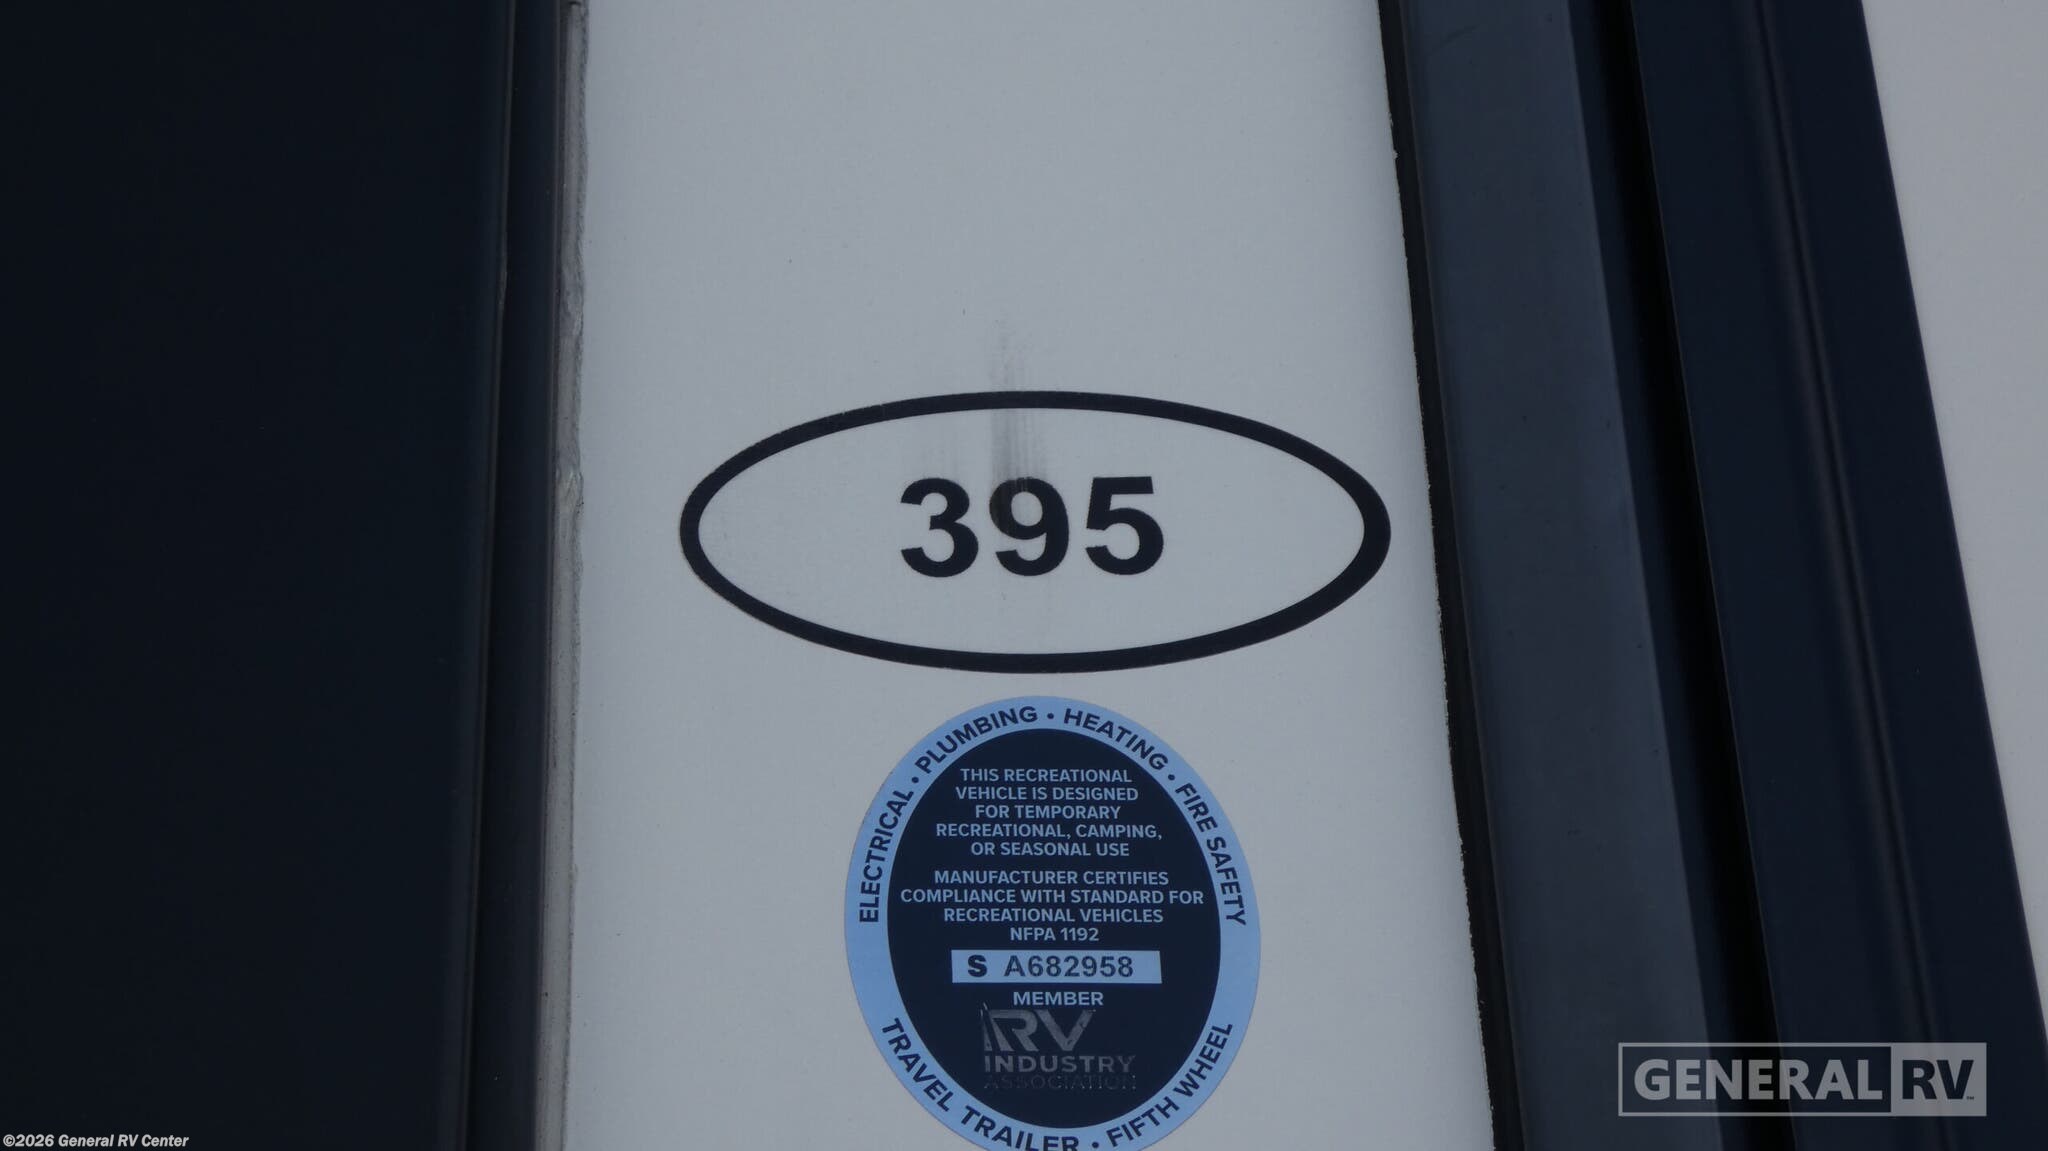 395
ELECTRICAL • PLUMBING • HEATING • FIRE SAFETY
THIS RECREATIONAL
VEHICLE IS DESIGNED
FOR TEMPORARY
RECREATIONAL, CAMPING,
OR SEASONAL USE
MANUFACTURER CERTIFIES
COMPLIANCE WITH STANDARD FOR
RECREATIONAL VEHICLES
NFPA 1192
S A682958
MEMBER
RV
INDUSTRY
ASSOCIATION
TRAVEL TRAILER • FIFTH WHEEL
GENERAL RV™
©2026 General RV Center